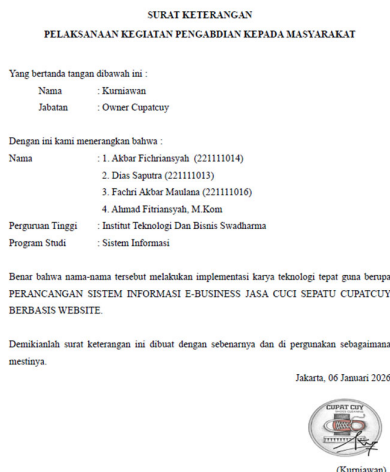 SURAT KETERANGAN
PELAKSANAAN KEGIATAN PENGABDIAN KEPADA MASYARAKAT
Yang bertanda tangan dibawah ini :
Nama : Kurniawan
Jabatan : Owner Cupatcuy
Dengan ini kami menerangkan bahwa :
Nama : 1. Akbar Fichriansyah (221111014)
2. Dias Saputra (221111013)
3. Fachri Akbar Maulana (221111016)
4. Ahmad Fitriansyah, M.Kom
Perguruan Tinggi : Institut Teknologi Dan Bisnis Swadharma
Program Studi : Sistem Informasi
Benar bahwa nama-nama tersebut melakukan implementasi karya teknologi tepat guna berupa
PERANCANGAN SISTEM INFORMASI E-BUSINESS JASA CUCI SEPATU CUPATCUY
BERBASIS WEBSITE.
Demikianlah surat keterangan ini dibuat dengan sebenarnya dan di pergunakan sebagaimana
mestinya.
Jakarta, 06 Januari 2026
CUPAT CUY
(Kurniawan)